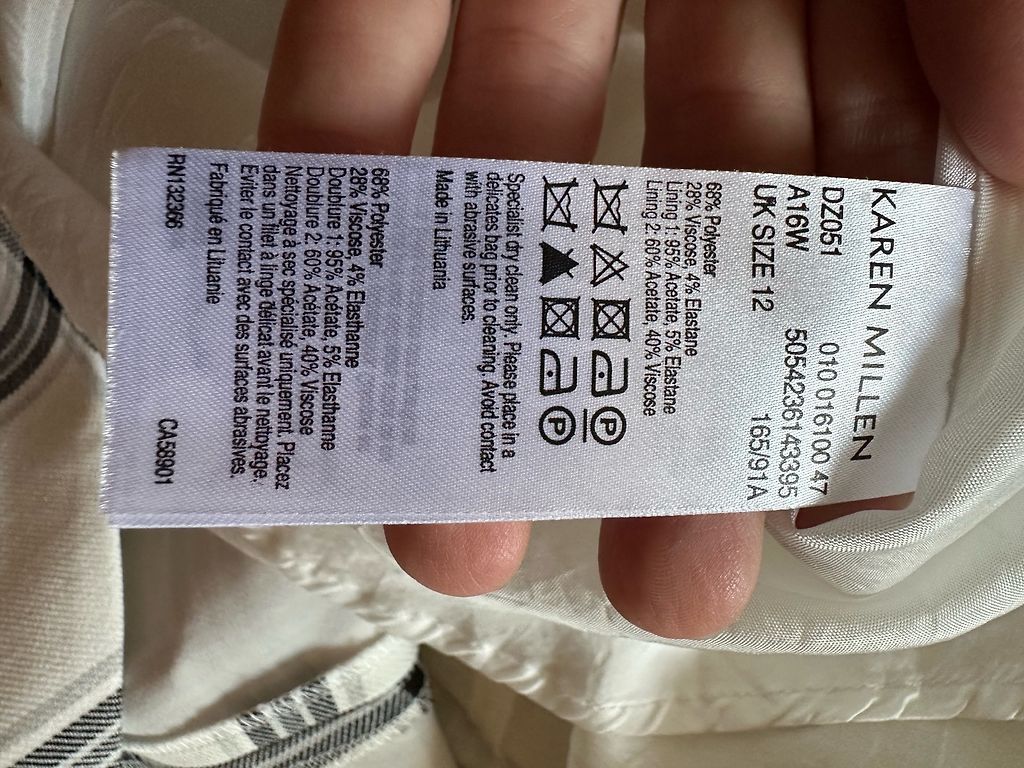 KAREN MILLEN
DZ051 010 016100 47
A16W 5054236143395
UK SIZE 12 165/91A
68% Polyester
28% Viscose, 4% Elastane
Lining 1: 95% Acetate, 5% Elastane
Lining 2: 60% Acetate, 40% Viscose
P
P
Specialist dry clean only. Please place in a
delicates bag prior to cleaning. Avoid contact
with abrasive surfaces.
Made in Lithuania
68% Polyester
28% Viscose, 4% Elasthanne
Doublure 1: 95% Acétate, 5% Elasthanne
Doublure 2: 60% Acétate, 40% Viscose
Nettoyage à sec spécialisé uniquement. Placez
dans un filet à linge délicat avant le nettoyage.
Eviter le contact avec des surfaces abrasives.
Fabriqué en Lituanie
RN132366 CA58901